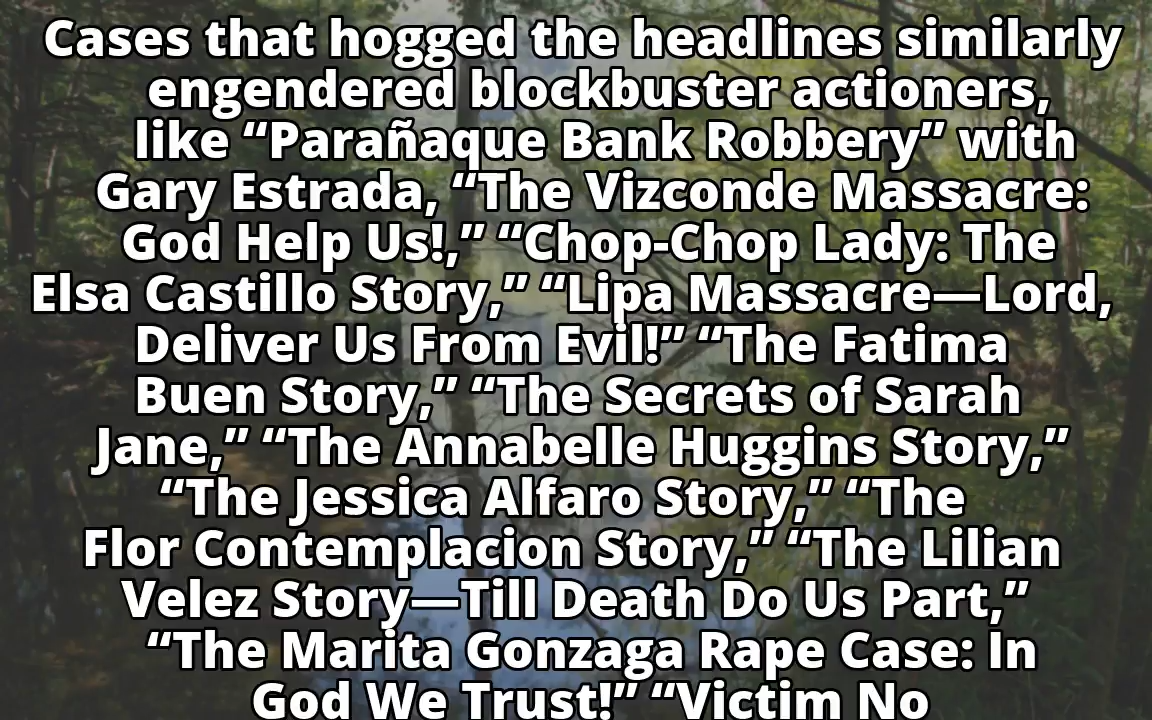 Cases that hogged the headlines similarly
engendered blockbuster actioners,
like “Parañaque Bank Robbery” with
Gary Estrada, “The Vizconde Massacre:
God Help Us!,” “Chop-Chop Lady: The
Elsa Castillo Story,” “Lipa Massacre—Lord,
Deliver Us From Evil!” “The Fatima
Buen Story,” “The Secrets of Sarah
Jane,” “The Annabelle Huggins Story,”
“The Jessica Alfaro Story,” “The
Flor Contemplacion Story,” “The Lilian
Velez Story—Till Death Do Us Part,”
“The Marita Gonzaga Rape Case: In
God We Trust!” “Victim No